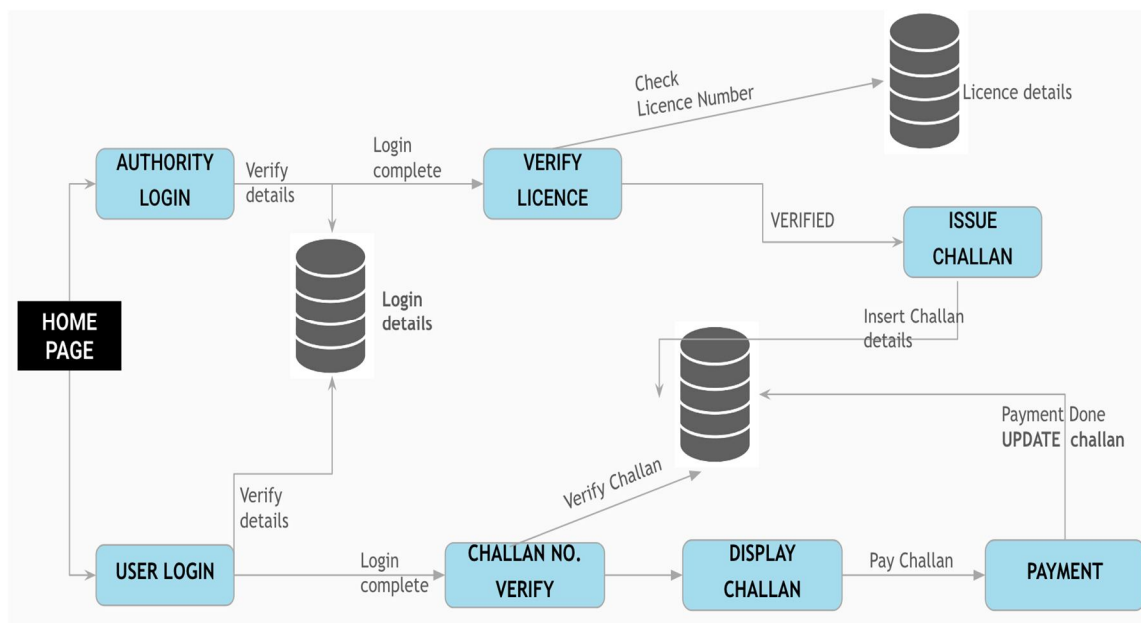 Check
Licence Number
Licence details
AUTHORITY
LOGIN
Verify
details
Login
complete
VERIFY
LICENCE
VERIFIED
ISSUE
CHALLAN
HOME
PAGE
Login
details
Insert Challan
details
Payment Done
UPDATE challan
Verify Challan
Verify
details
USER LOGIN
Login
complete
CHALLAN NO.
VERIFY
DISPLAY
CHALLAN
Pay Challan
PAYMENT